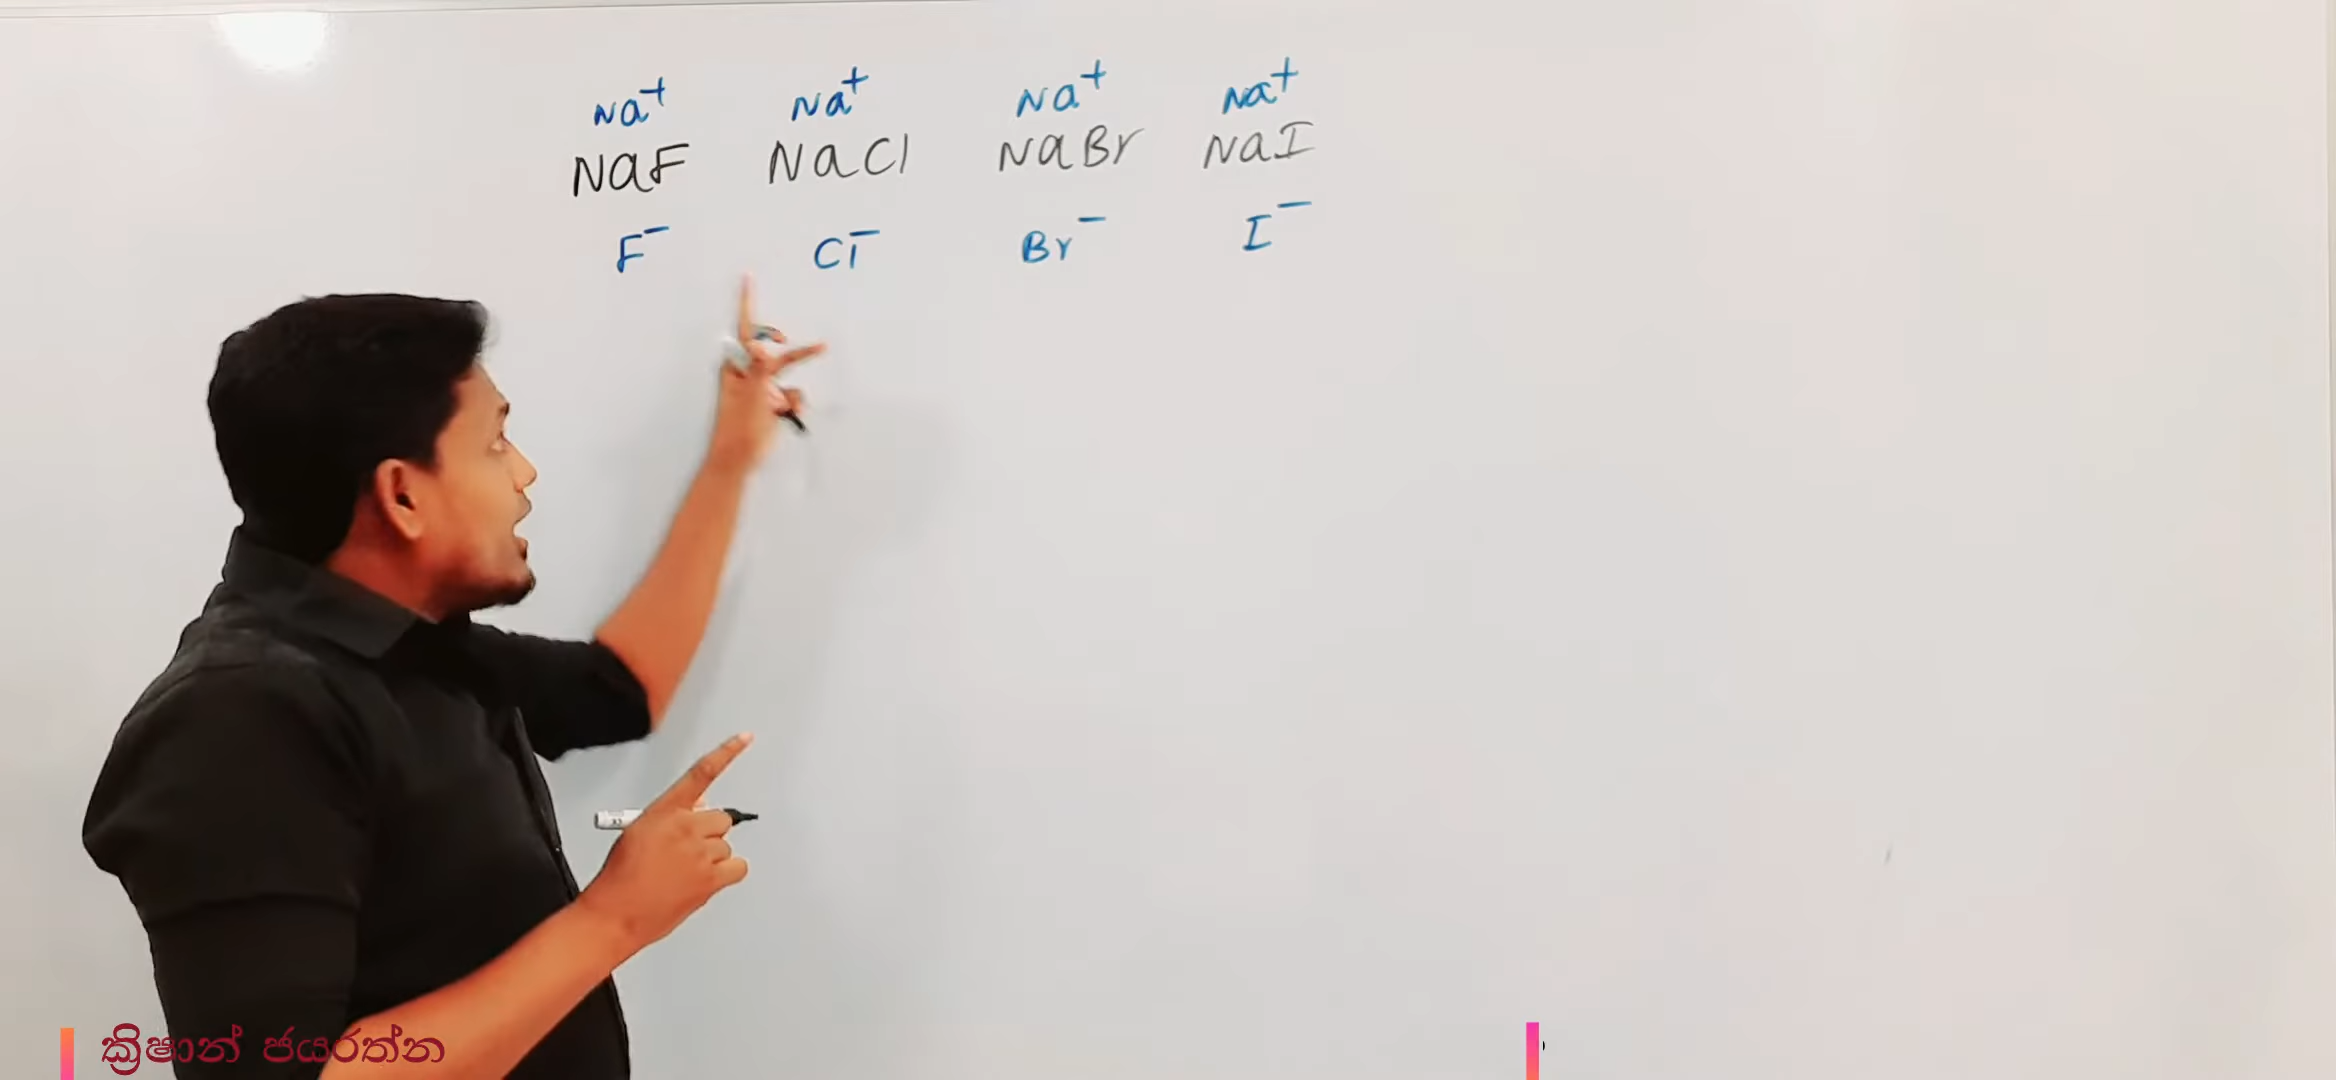 Na⁺ Na⁺ Na⁺ Na⁺
NaF NaCl NaBr NaI
F⁻ Cl⁻ Br⁻ I⁻
ක්‍රිෂාන් ජයරත්න